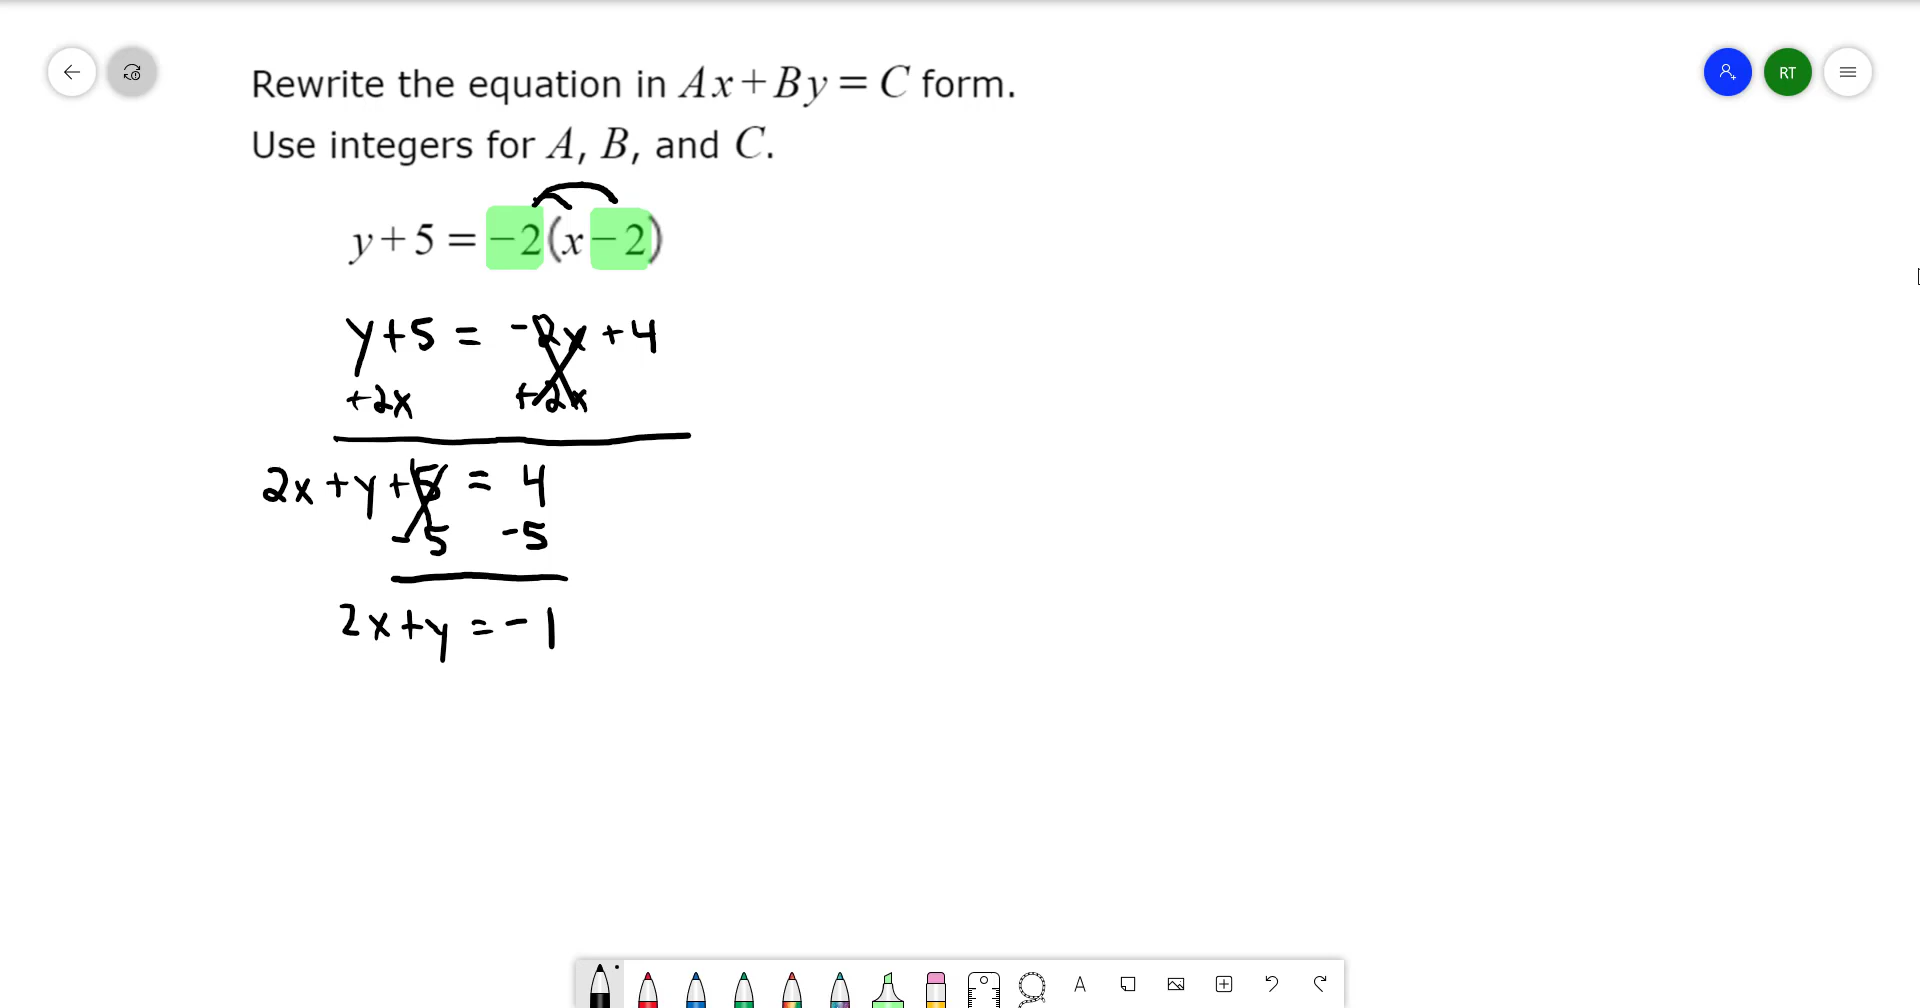 Rewrite the equation in Ax+By=C form.
RT
Use integers for A, B, and C.
y+5=−2(x−2)
y+5 = -2x +4
+2x +2x
2x +y +5 = 4
-5 -5
2x+y = -1
A